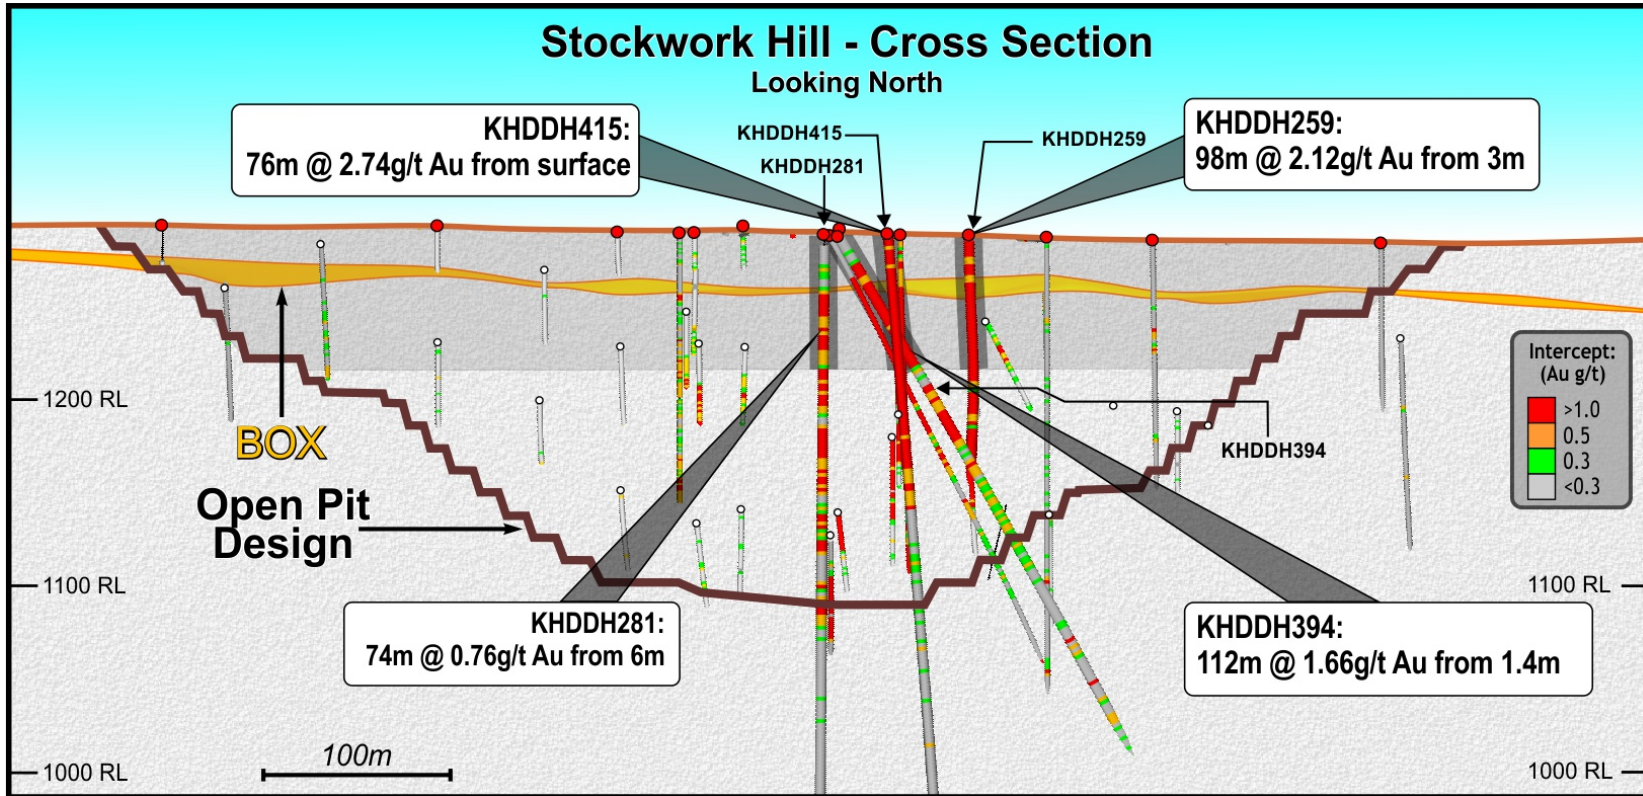 Stockwork Hill - Cross Section
Looking North
KHDDH415:
76m @ 2.74g/t Au from surface
KHDDH415
KHDDH281
KHDDH259
KHDDH259:
98m @ 2.12g/t Au from 3m
1200 RL
BOX
Open Pit
Design
Intercept:
(Au g/t)
>1.0
0.5
0.3
<0.3
KHDDH394
1100 RL
KHDDH281:
74m @ 0.76g/t Au from 6m
KHDDH394:
112m @ 1.66g/t Au from 1.4m
100m
1000 RL
1000 RL